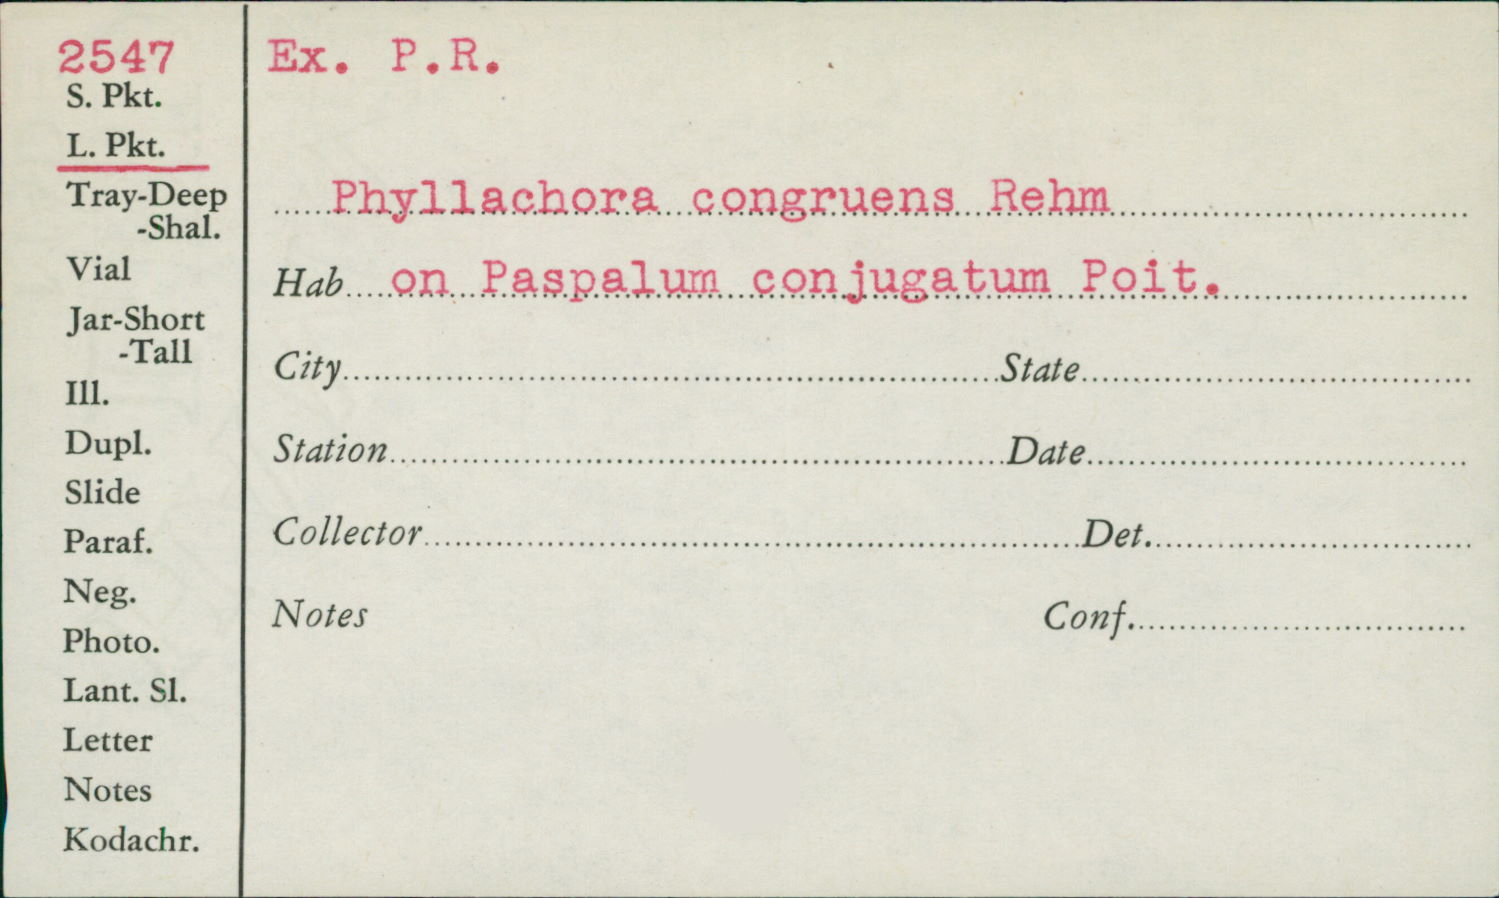 2547
S. Pkt.
L. Pkt.
Tray-Deep
-Shal.
Vial
Jar-Short
-Tall
Ill.
Dupl.
Slide
Paraf.
Neg.
Photo.
Lant. Sl.
Letter
Notes
Kodachr.
Ex. P.R.
Phyllachora congruens Rehm
Hab on Paspalum conjugatum Poit.
City State
Station Date
Collector Det.
Notes Conf.